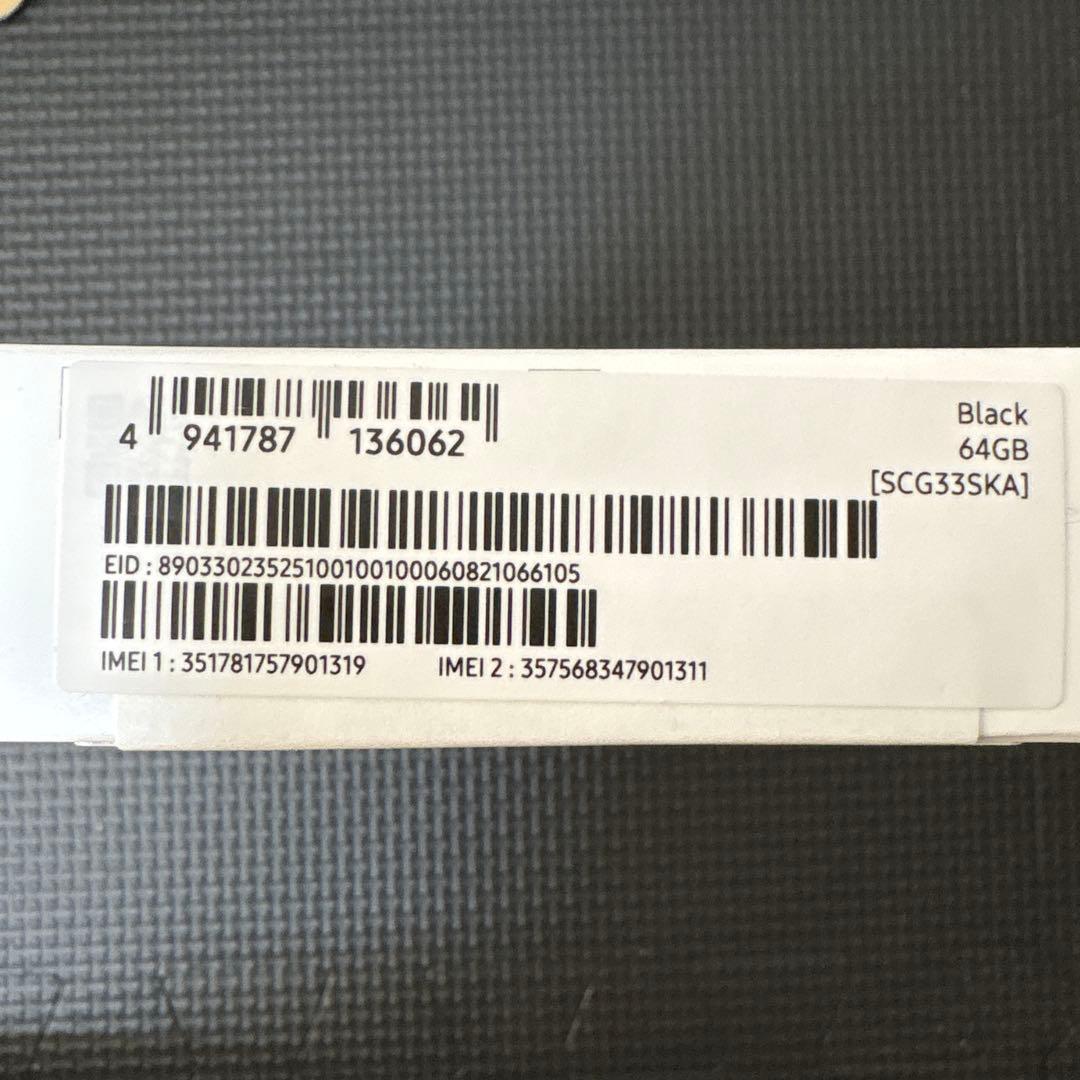 4 941787 136062
Black
64GB
[SCG33SKA]
EID : 89033023525100100100060821066105
IMEI 1 : 351781757901319 IMEI 2 : 357568347901311